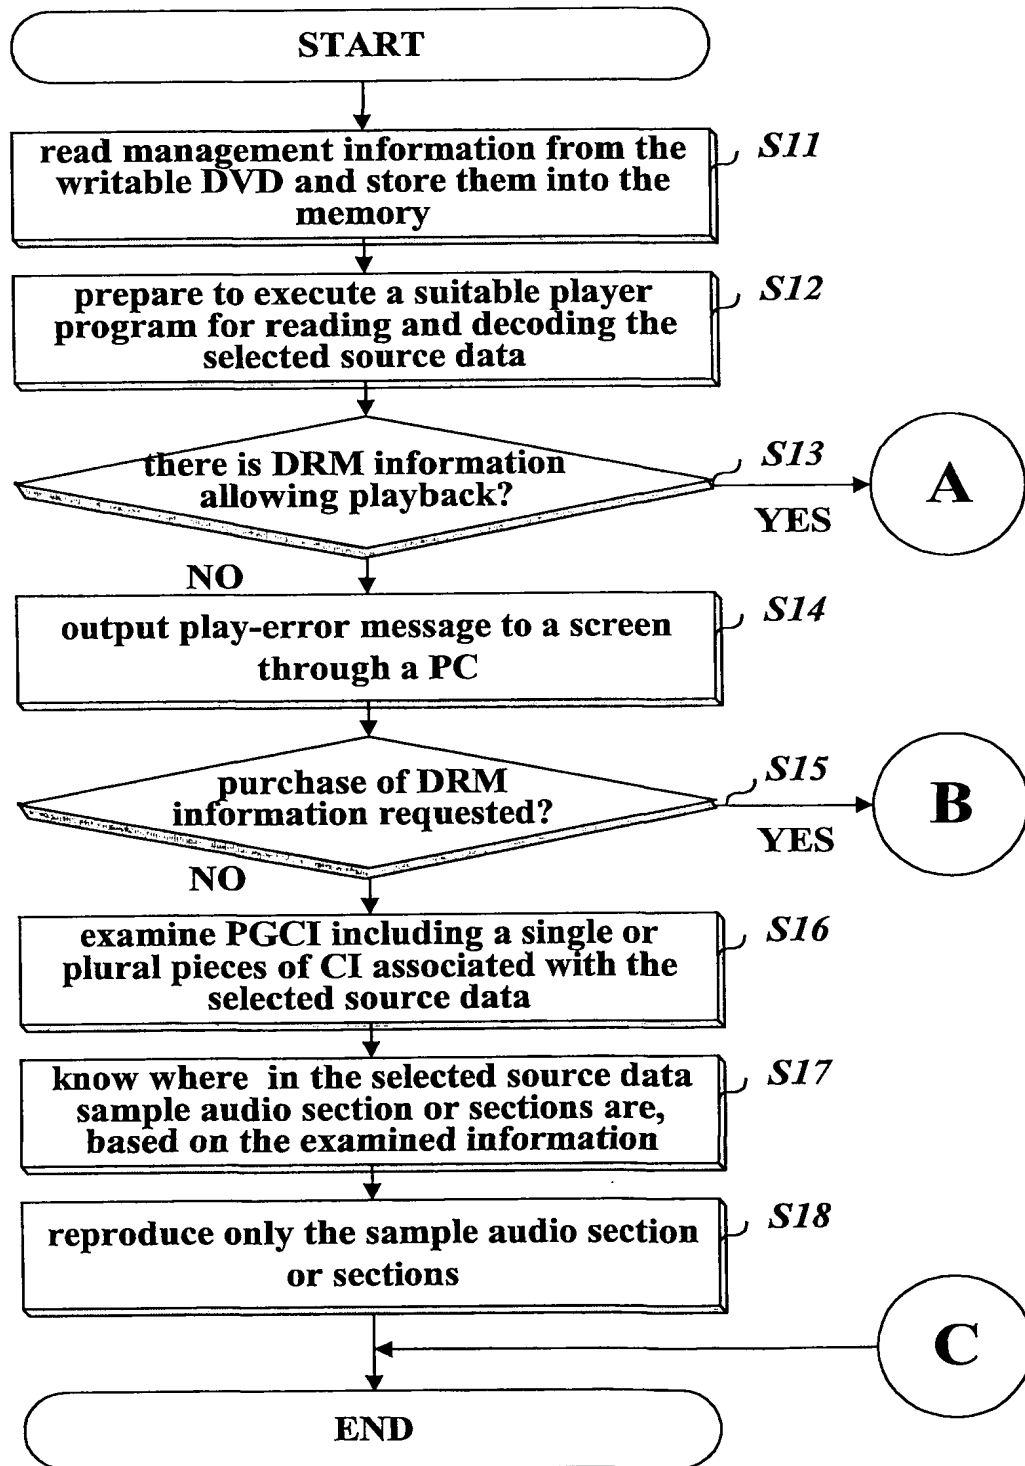 START
read management information from the
writable DVD and store them into the
memory
S11
prepare to execute a suitable player
program for reading and decoding the
selected source data
S12
there is DRM information
allowing playback?
S13
YES
A
NO
output play-error message to a screen
through a PC
S14
purchase of DRM
information requested?
S15
YES
B
NO
examine PGCI including a single or
plural pieces of CI associated with the
selected source data
S16
know where in the selected source data
sample audio section or sections are,
based on the examined information
S17
reproduce only the sample audio section
or sections
S18
C
END